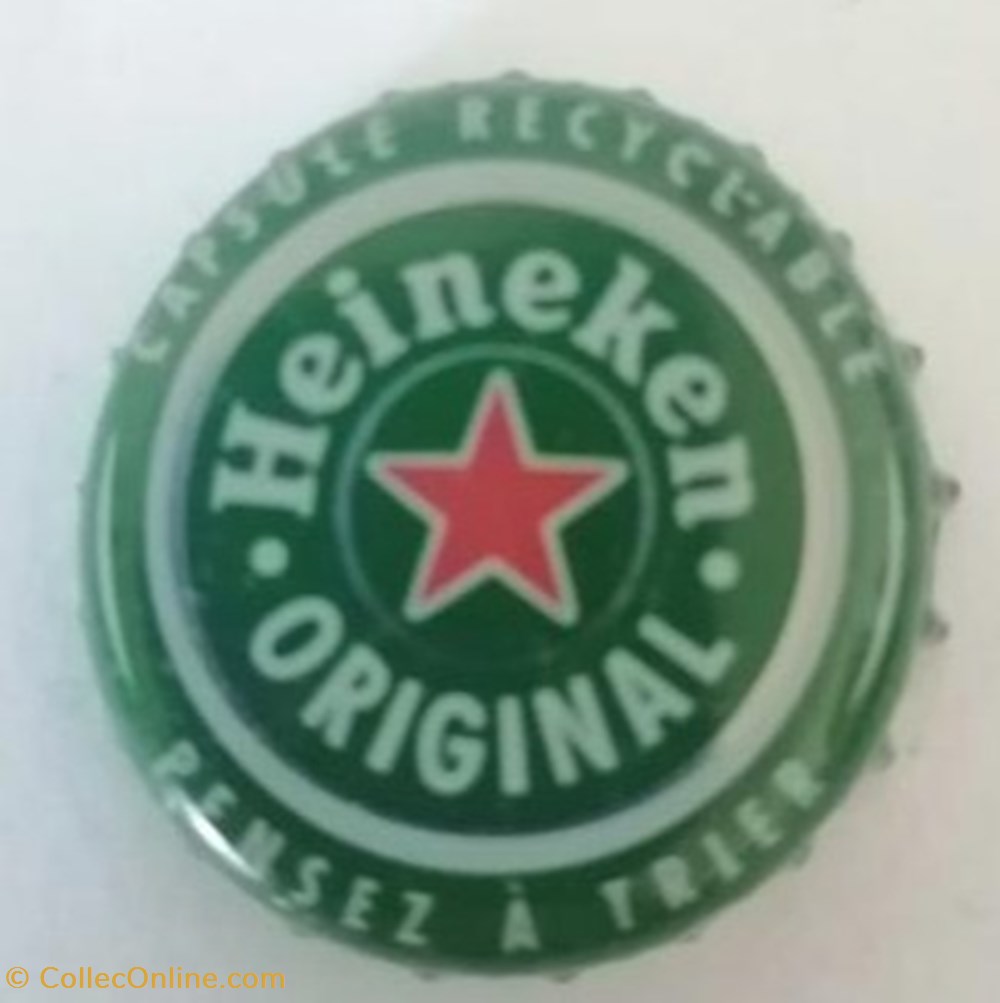 CAPSULE RECYCLABLE
Heineken
• ORIGINAL •
PENSEZ À TRIER
© CollecOnline.com